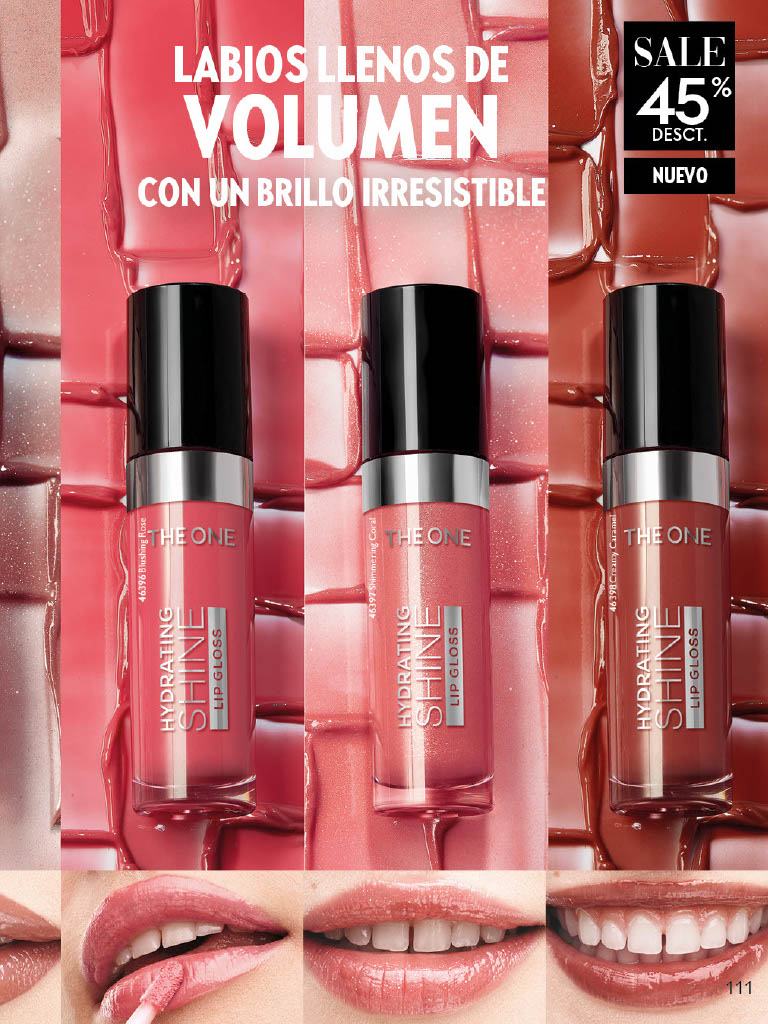 LABIOS LLENOS DE
VOLUMEN
CON UN BRILLO IRRESISTIBLE
SALE
45%
DESCT.
NUEVO
46396 Blushing Rose
THE ONE
HYDRATING
SHINE
LIP GLOSS
46397 Shimmering Coral
THE ONE
HYDRATING
SHINE
LIP GLOSS
46398 Creamy Caramel
THE ONE
HYDRATING
SHINE
LIP GLOSS
111